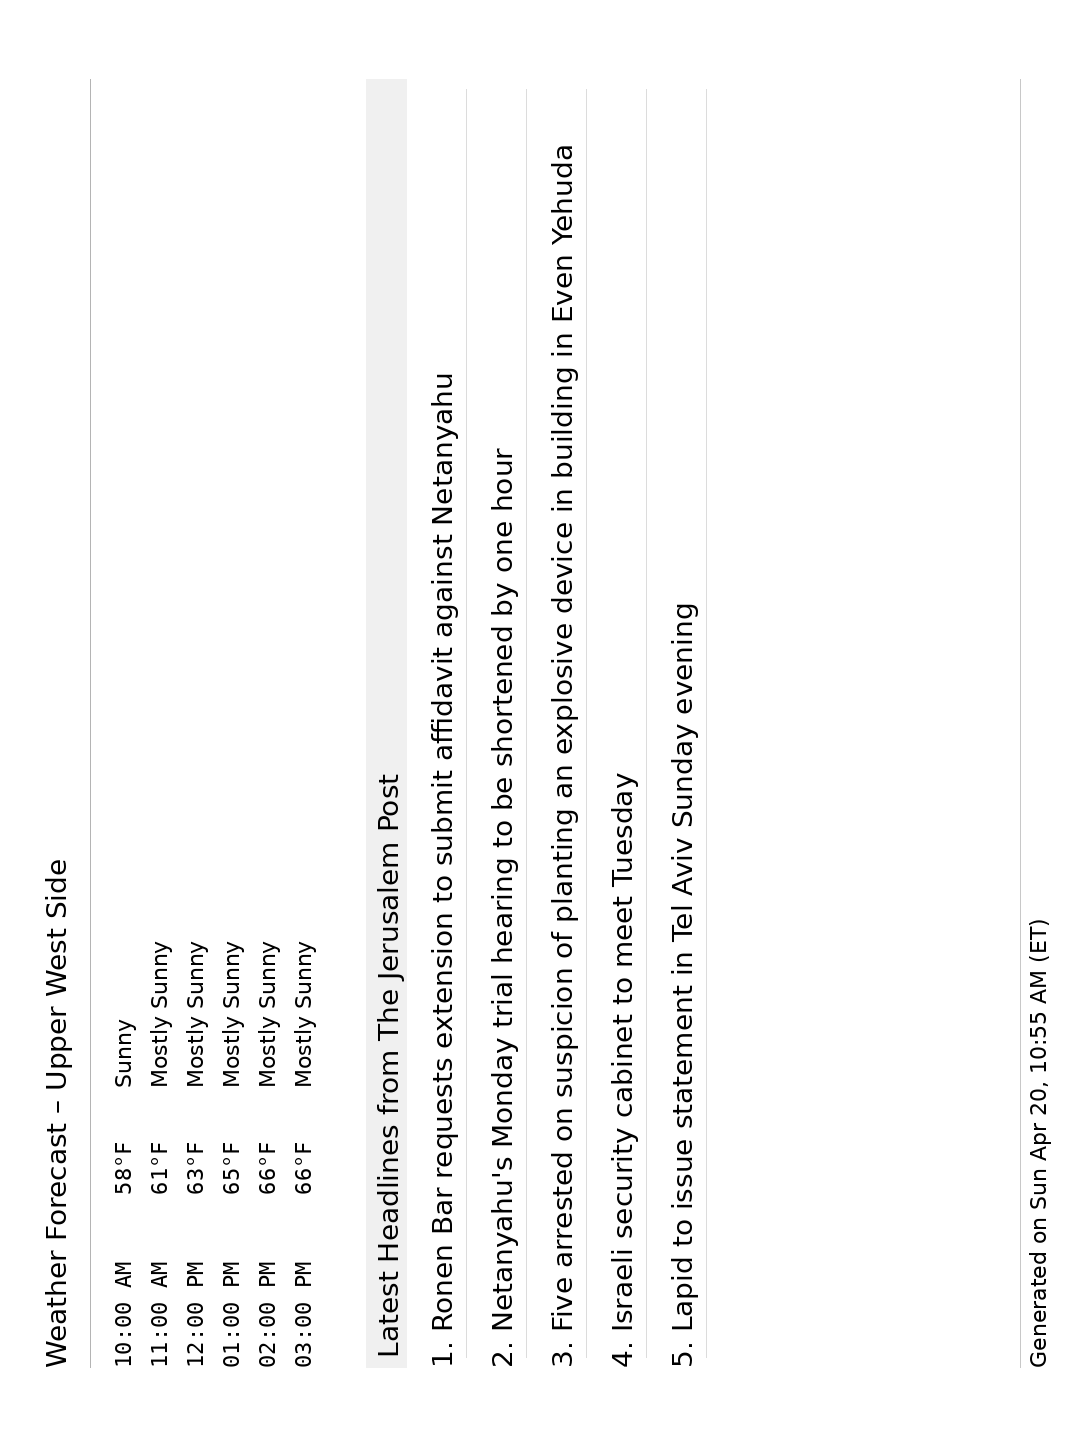 Weather Forecast – Upper West Side
10:00 AM 58°F Sunny
11:00 AM 61°F Mostly Sunny
12:00 PM 63°F Mostly Sunny
01:00 PM 65°F Mostly Sunny
02:00 PM 66°F Mostly Sunny
03:00 PM 66°F Mostly Sunny
Latest Headlines from The Jerusalem Post
1. Ronen Bar requests extension to submit affidavit against Netanyahu
2. Netanyahu's Monday trial hearing to be shortened by one hour
3. Five arrested on suspicion of planting an explosive device in building in Even Yehuda
4. Israeli security cabinet to meet Tuesday
5. Lapid to issue statement in Tel Aviv Sunday evening
Generated on Sun Apr 20, 10:55 AM (ET)